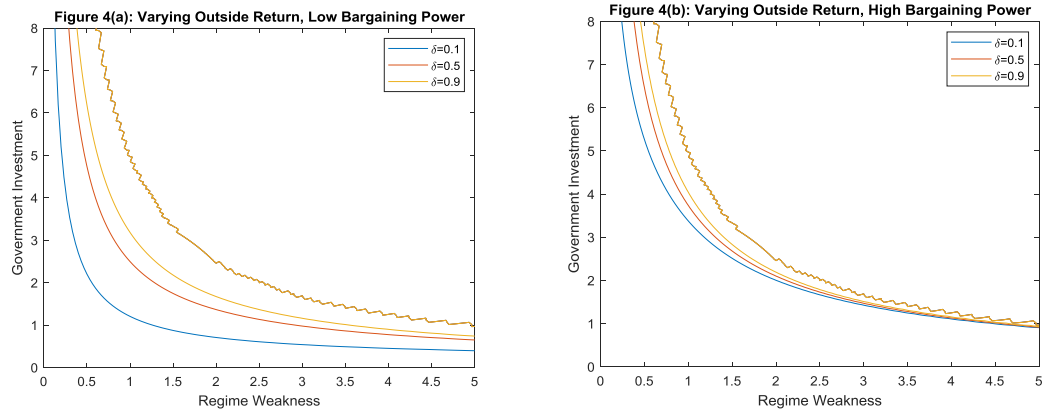 Figure 4(a): Varying Outside Return, Low Bargaining Power
δ=0.1
δ=0.5
δ=0.9
8
7
6
5
4
3
2
1
0
Government Investment
0 0.5 1 1.5 2 2.5 3 3.5 4 4.5 5
Regime Weakness
Figure 4(b): Varying Outside Return, High Bargaining Power
δ=0.1
δ=0.5
δ=0.9
8
7
6
5
4
3
2
1
0
Government Investment
0 0.5 1 1.5 2 2.5 3 3.5 4 4.5 5
Regime Weakness